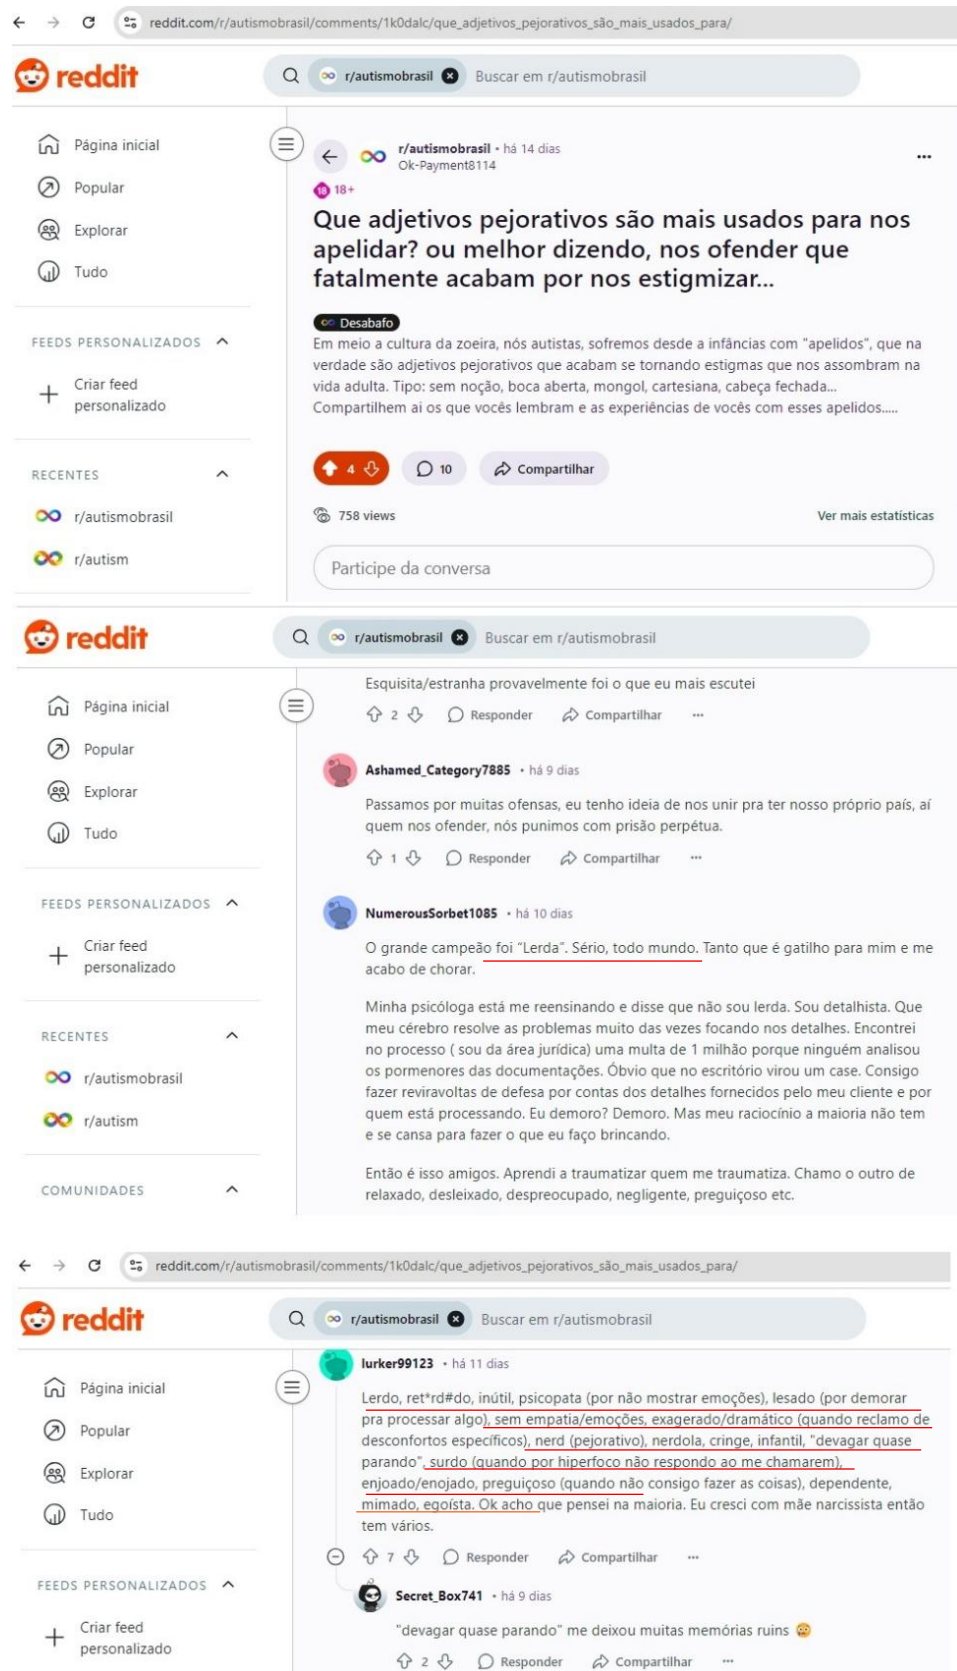 reddit.com/r/autismobrasil/comments/1k0dalc/que_adjetivos_pejorativos_são_mais_usados_para/
reddit
r/autismobrasil
Buscar em r/autismobrasil
Página inicial
Popular
Explorar
Tudo
FEEDS PERSONALIZADOS
Criar feed
personalizado
RECENTES
r/autismobrasil
r/autism
r/autismobrasil • há 14 dias
Ok-Payment8114
18 18+
Que adjetivos pejorativos são mais usados para nos
apelidar? ou melhor dizendo, nos ofender que
fatalmente acabam por nos estigmizar...
Desabafo
Em meio a cultura da zoeira, nós autistas, sofremos desde a infâncias com "apelidos", que na
verdade são adjetivos pejorativos que acabam se tornando estigmas que nos assombram na
vida adulta. Tipo: sem noção, boca aberta, mongol, cartesiana, cabeça fechada...
Compartilhem ai os que vocês lembram e as experiências de vocês com esses apelidos.....
4
10
Compartilhar
758 views
Ver mais estatísticas
Participe da conversa
reddit
r/autismobrasil
Buscar em r/autismobrasil
Página inicial
Popular
Explorar
Tudo
FEEDS PERSONALIZADOS
Criar feed
personalizado
RECENTES
r/autismobrasil
r/autism
COMUNIDADES
Esquisita/estranha provavelmente foi o que eu mais escutei
2 Responder Compartilhar ...
Ashamed_Category7885 • há 9 dias
Passamos por muitas ofensas, eu tenho ideia de nos unir pra ter nosso próprio país, aí
quem nos ofender, nós punimos com prisão perpétua.
1 Responder Compartilhar ...
NumerousSorbet1085 • há 10 dias
O grande campeão foi "Lerda". Sério, todo mundo. Tanto que é gatilho para mim e me
acabo de chorar.
Minha psicóloga está me reensinando e disse que não sou lerda. Sou detalhista. Que
meu cérebro resolve as problemas muito das vezes focando nos detalhes. Encontrei
no processo ( sou da área jurídica) uma multa de 1 milhão porque ninguém analisou
os pormenores das documentações. Óbvio que no escritório virou um case. Consigo
fazer reviravoltas de defesa por contas dos detalhes fornecidos pelo meu cliente e por
quem está processando. Eu demoro? Demoro. Mas meu raciocínio a maioria não tem
e se cansa para fazer o que eu faço brincando.
Então é isso amigos. Aprendi a traumatizar quem me traumatiza. Chamo o outro de
relaxado, desleixado, despreocupado, negligente, preguiçoso etc.
reddit.com/r/autismobrasil/comments/1k0dalc/que_adjetivos_pejorativos_são_mais_usados_para/
reddit
r/autismobrasil
Buscar em r/autismobrasil
Página inicial
Popular
Explorar
Tudo
FEEDS PERSONALIZADOS
Criar feed
personalizado
lurker99123 • há 11 dias
Lerdo, ret*rd#do, inútil, psicopata (por não mostrar emoções), lesado (por demorar
pra processar algo), sem empatia/emoções, exagerado/dramático (quando reclamo de
desconfortos específicos), nerd (pejorativo), nerdola, cringe, infantil, "devagar quase
parando", surdo (quando por hiperfoco não respondo ao me chamarem),
enjoado/enojado, preguiçoso (quando não consigo fazer as coisas), dependente,
mimado, egoísta. Ok acho que pensei na maioria. Eu cresci com mãe narcissista então
tem vários.
7 Responder Compartilhar ...
Secret_Box741 • há 9 dias
"devagar quase parando" me deixou muitas memórias ruins
2 Responder Compartilhar ...